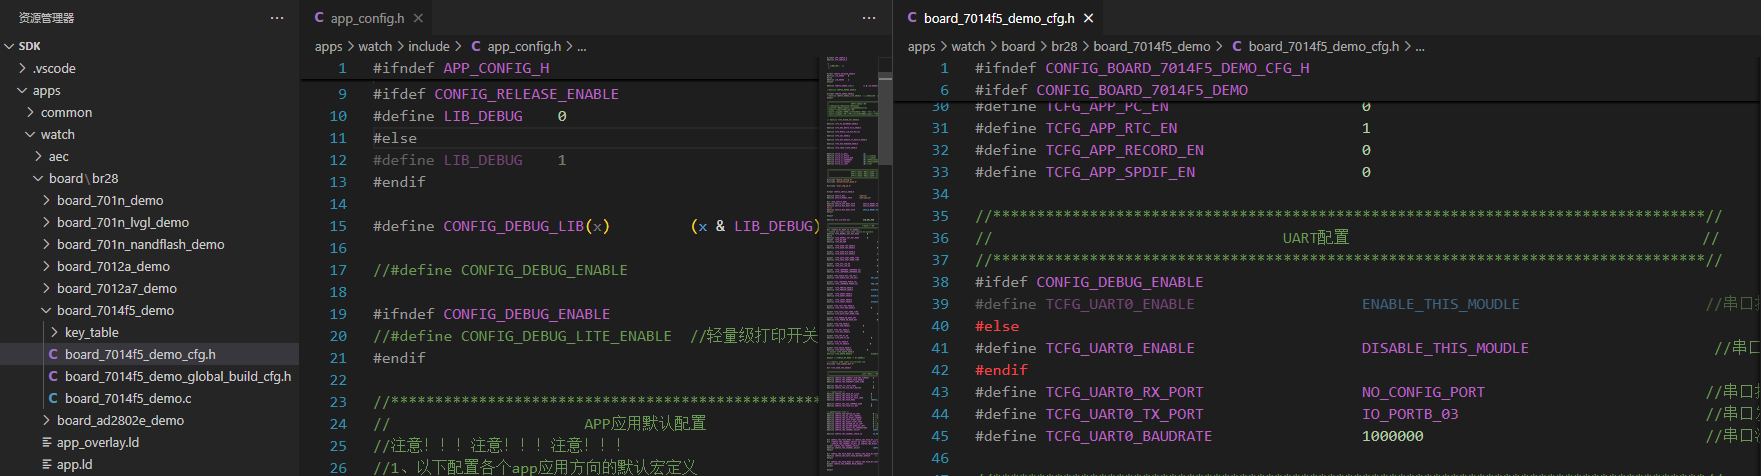 资源管理器 ...
SDK
.vscode
apps
common
watch
aec
board\br28
board_701n_demo
board_701n_lvgl_demo
board_701n_nandflash_demo
board_7012a_demo
board_7012a7_demo
board_7014f5_demo
key_table
C board_7014f5_demo_cfg.h
C board_7014f5_demo_global_build_cfg.h
C board_7014f5_demo.c
board_ad2802e_demo
app_overlay.ld
app.ld
C app_config.h ...
apps > watch > include > C app_config.h > ...
1 #ifndef APP_CONFIG_H
9 #ifdef CONFIG_RELEASE_ENABLE
10 #define LIB_DEBUG 0
11 #else
12 #define LIB_DEBUG 1
13 #endif
14
15 #define CONFIG_DEBUG_LIB(x) (x & LIB_DEBUG)
16
17 //#define CONFIG_DEBUG_ENABLE
18
19 #ifndef CONFIG_DEBUG_ENABLE
20 //#define CONFIG_DEBUG_LITE_ENABLE //轻量级打印开关
21 #endif
22
23 //*************************************************
24 // APP应用默认配置
25 //注意！！！注意！！！注意！！！
26 //1、以下配置各个app应用方向的默认宏定义
C board_7014f5_demo_cfg.h
apps > watch > board > br28 > board_7014f5_demo > C board_7014f5_demo_cfg.h > ...
1 #ifndef CONFIG_BOARD_7014F5_DEMO_CFG_H
6 #ifdef CONFIG_BOARD_7014F5_DEMO
30 #define TCFG_APP_PC_EN 0
31 #define TCFG_APP_RTC_EN 1
32 #define TCFG_APP_RECORD_EN 0
33 #define TCFG_APP_SPDIF_EN 0
34
35 //*********************************************************************************//
36 // UART配置 //
37 //*********************************************************************************//
38 #ifdef CONFIG_DEBUG_ENABLE
39 #define TCFG_UART0_ENABLE ENABLE_THIS_MOUDLE //串口
40 #else
41 #define TCFG_UART0_ENABLE DISABLE_THIS_MOUDLE //串口
42 #endif
43 #define TCFG_UART0_RX_PORT NO_CONFIG_PORT //串口
44 #define TCFG_UART0_TX_PORT IO_PORTB_03 //串口
45 #define TCFG_UART0_BAUDRATE 1000000 //串口
46